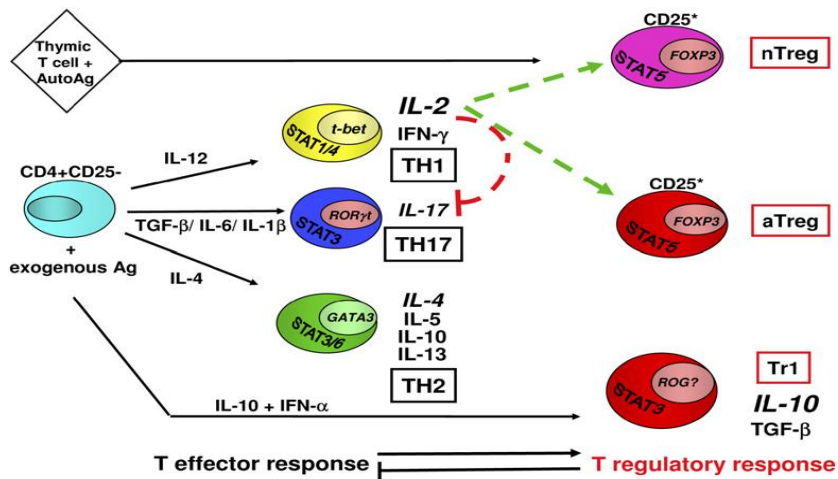 Thymic
T cell +
AutoAg
CD25*
STAT5
FOXP3
nTreg
STAT1/4
t-bet
IL-2
IFN-γ
TH1
IL-12
CD4+CD25-
+
exogenous Ag
TGF-β/ IL-6/ IL-1β
STAT3
RORγt
IL-17
TH17
CD25*
STAT5
FOXP3
aTreg
IL-4
STAT3/6
GATA3
IL-4
IL-5
IL-10
IL-13
TH2
IL-10 + IFN-α
STAT3
ROG?
Tr1
IL-10
TGF-β
T effector response
T regulatory response